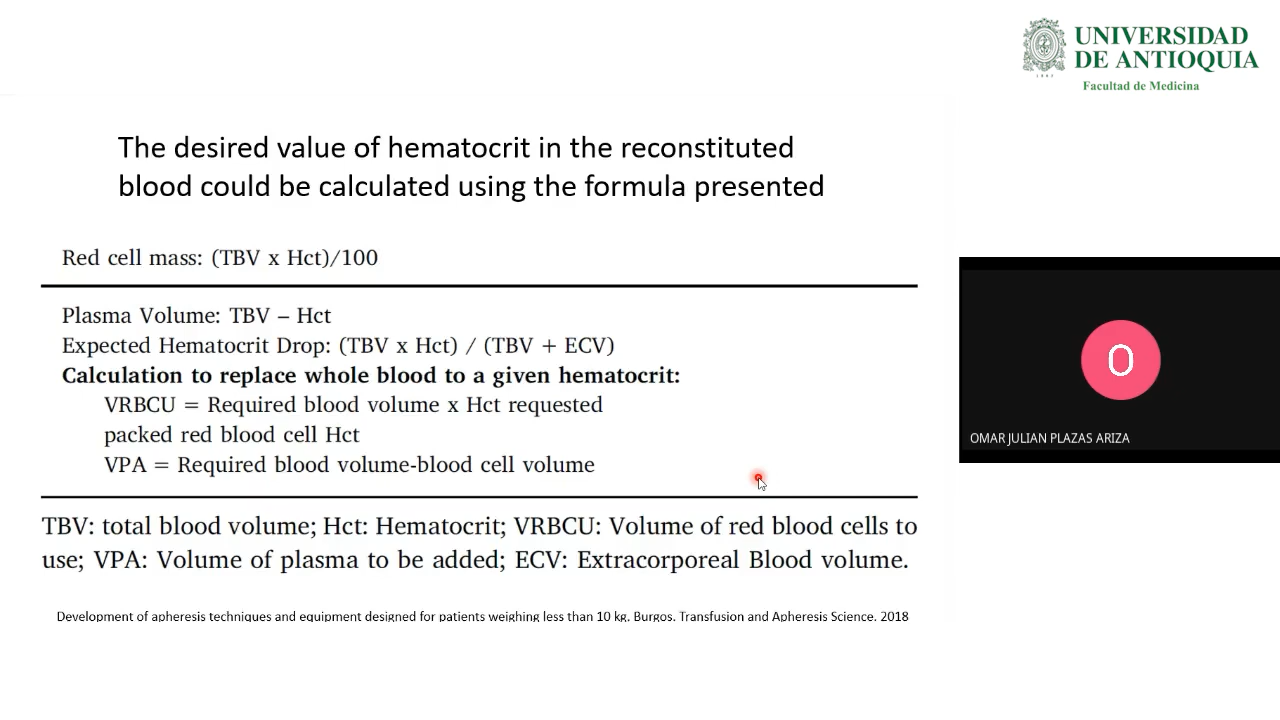 UNIVERSIDAD
DE ANTIOQUIA
1803
Facultad de Medicina
The desired value of hematocrit in the reconstituted
blood could be calculated using the formula presented
Red cell mass: (TBV x Hct)/100
Plasma Volume: TBV – Hct
Expected Hematocrit Drop: (TBV x Hct) / (TBV + ECV)
Calculation to replace whole blood to a given hematocrit:
VRBCU = Required blood volume x Hct requested
packed red blood cell Hct
VPA = Required blood volume-blood cell volume
TBV: total blood volume; Hct: Hematocrit; VRBCU: Volume of red blood cells to
use; VPA: Volume of plasma to be added; ECV: Extracorporeal Blood volume.
Development of apheresis techniques and equipment designed for patients weighing less than 10 kg. Burgos. Transfusion and Apheresis Science. 2018
O
OMAR JULIAN PLAZAS ARIZA